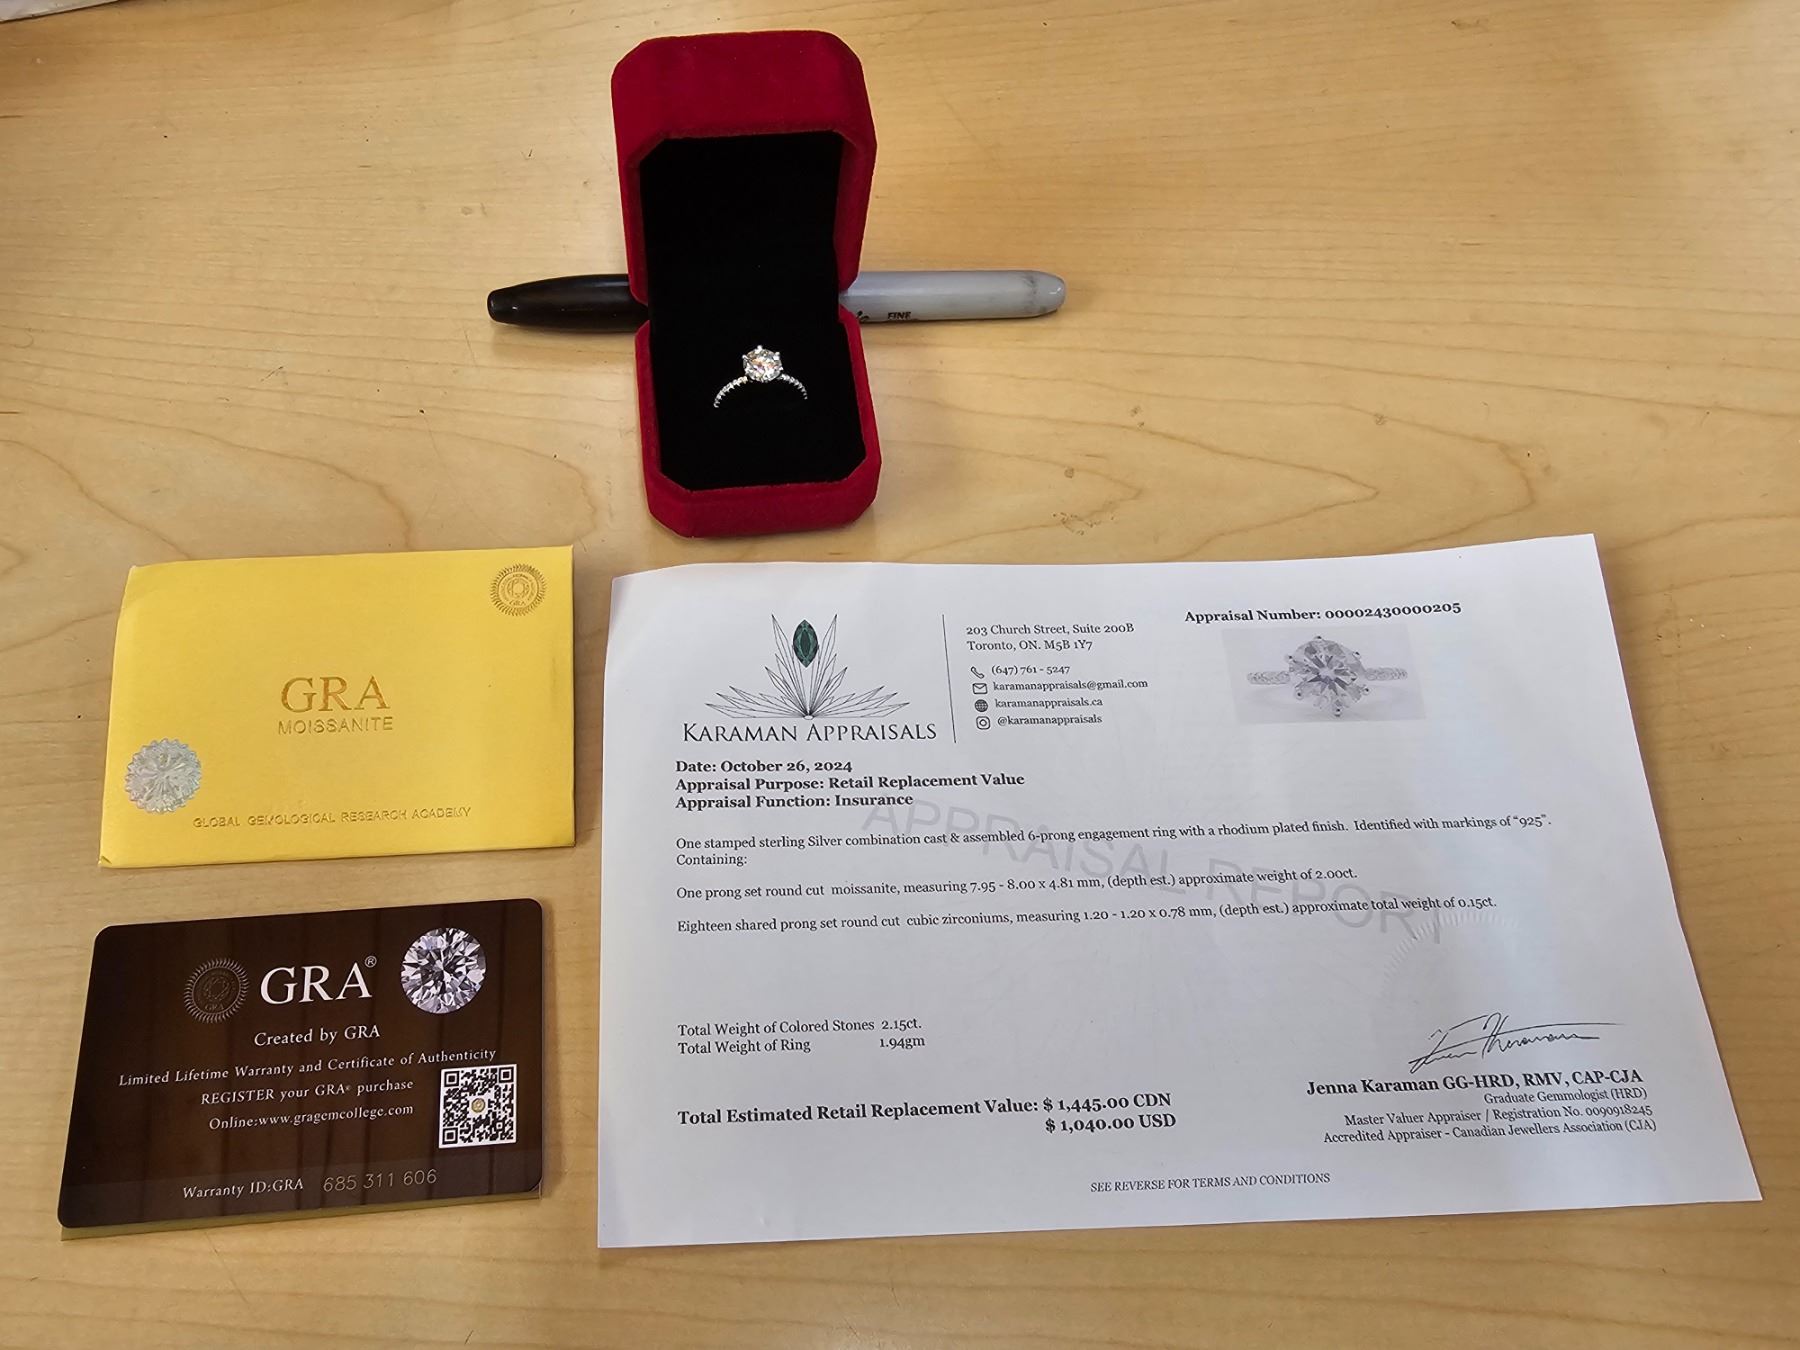 FINE
GRA
GRA
MOISSANITE
GLOBAL GEMOLOGICAL RESEARCH ACADEMY
GRA
GRA®
Created by GRA
Limited Lifetime Warranty and Certificate of Authenticity
REGISTER your GRA® purchase
Online:www.gragemcollege.com
Warranty ID:GRA 685 311 606
KARAMAN APPRAISALS
203 Church Street, Suite 200B
Toronto, ON. M5B 1Y7
(647) 761 - 5247
karamanappraisals@gmail.com
karamanappraisals.ca
@karamanappraisals
Appraisal Number: 00002430000205
Date: October 26, 2024
Appraisal Purpose: Retail Replacement Value
Appraisal Function: Insurance
APPRAISAL REPORT
One stamped sterling Silver combination cast & assembled 6-prong engagement ring with a rhodium plated finish. Identified with markings of “925”.
Containing:
One prong set round cut moissanite, measuring 7.95 - 8.00 x 4.81 mm, (depth est.) approximate weight of 2.00ct.
Eighteen shared prong set round cut cubic zirconiums, measuring 1.20 - 1.20 x 0.78 mm, (depth est.) approximate total weight of 0.15ct.
Total Weight of Colored Stones 2.15ct.
Total Weight of Ring 1.94gm
Total Estimated Retail Replacement Value: $ 1,445.00 CDN
$ 1,040.00 USD
Jenna Karaman GG-HRD, RMV, CAP-CJA
Graduate Gemmologist (HRD)
Master Valuer Appraiser / Registration No. 0090918245
Accredited Appraiser - Canadian Jewellers Association (CJA)
SEE REVERSE FOR TERMS AND CONDITIONS